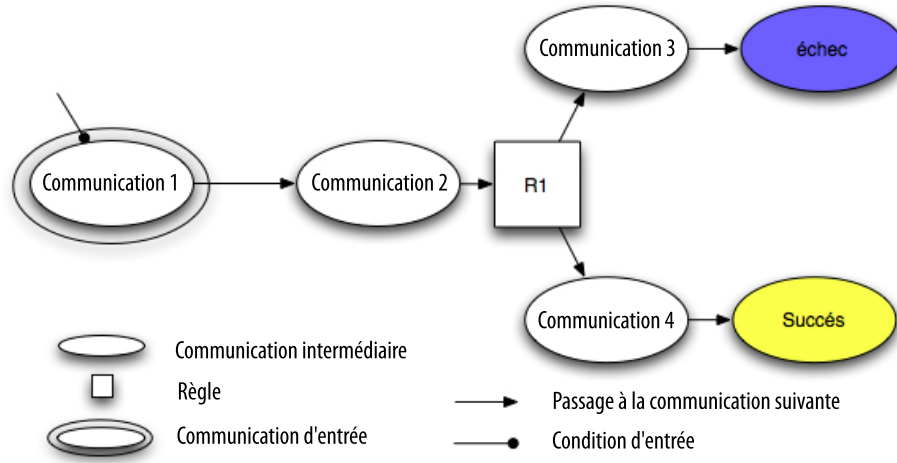 Communication 3
échec
Communication 1
Communication 2
R1
Communication 4
Succés
Communication intermédiaire
Règle
Passage à la communication suivante
Communication d'entrée
Condition d'entrée